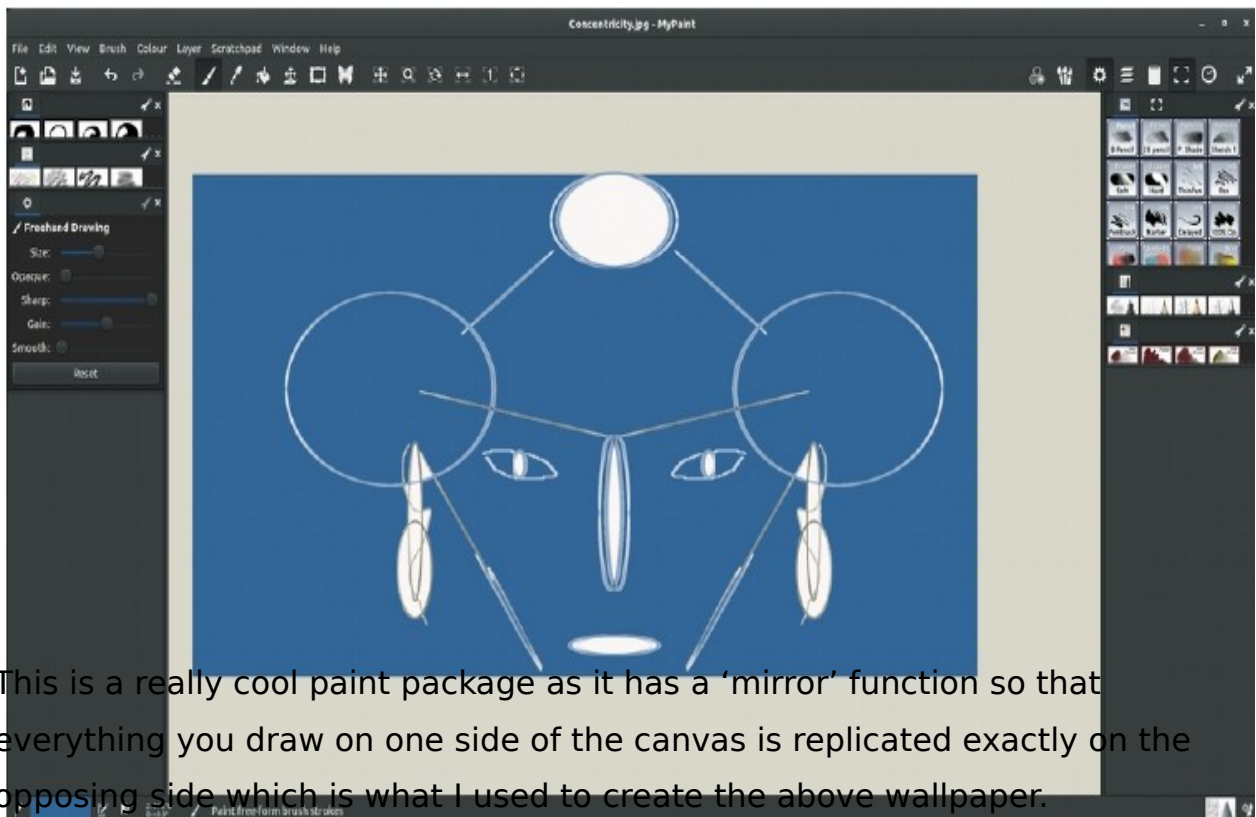 Concentricity.jpg - MyPaint
File Edit View Brush Colour Layer Scratchpad Window Help
Freehand Drawing
Size:
Opaque:
Sharp:
Gain:
Smooth:
Reset
This is a really cool paint package as it has a ‘mirror’ function so that
everything you draw on one side of the canvas is replicated exactly on the
opposing side which is what I used to create the above wallpaper.
Paint free-form brush strokes